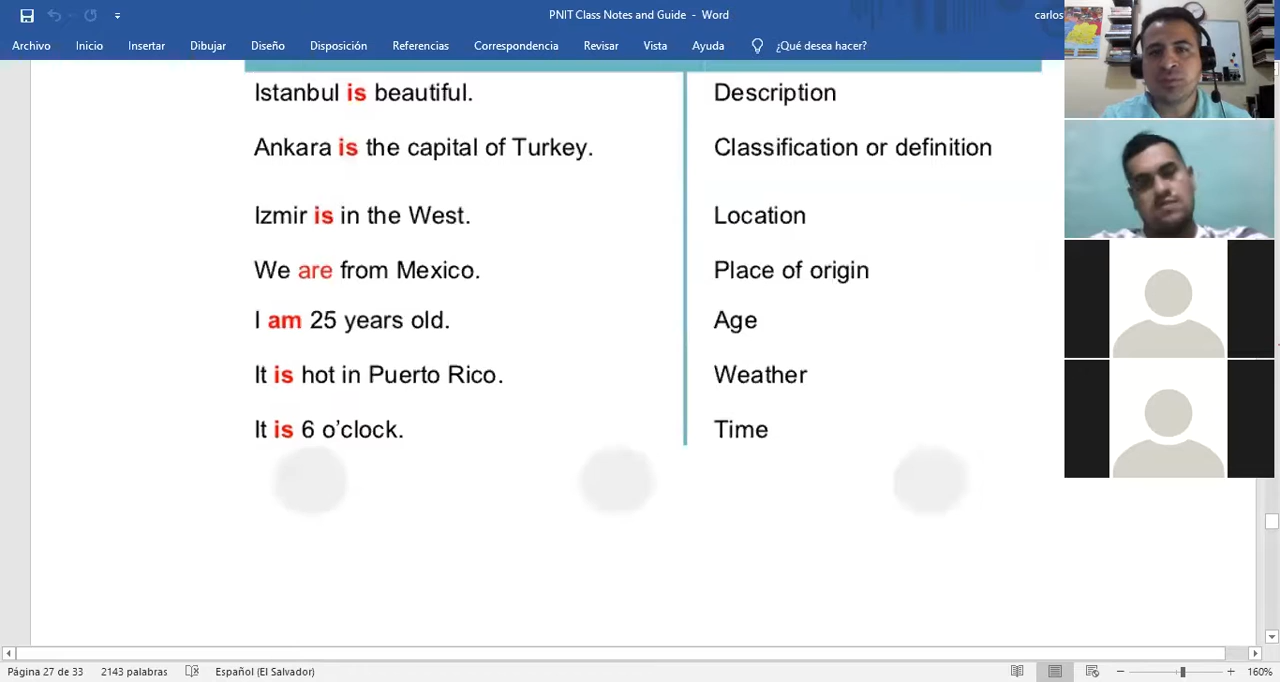 PNIT Class Notes and Guide - Word
carlos
Archivo Inicio Insertar Dibujar Diseño Disposición Referencias Correspondencia Revisar Vista Ayuda ¿Qué desea hacer?
Istanbul is beautiful. Description
Ankara is the capital of Turkey. Classification or definition
Izmir is in the West. Location
We are from Mexico. Place of origin
I am 25 years old. Age
It is hot in Puerto Rico. Weather
It is 6 o’clock. Time
Página 27 de 33 2143 palabras Español (El Salvador) 160%